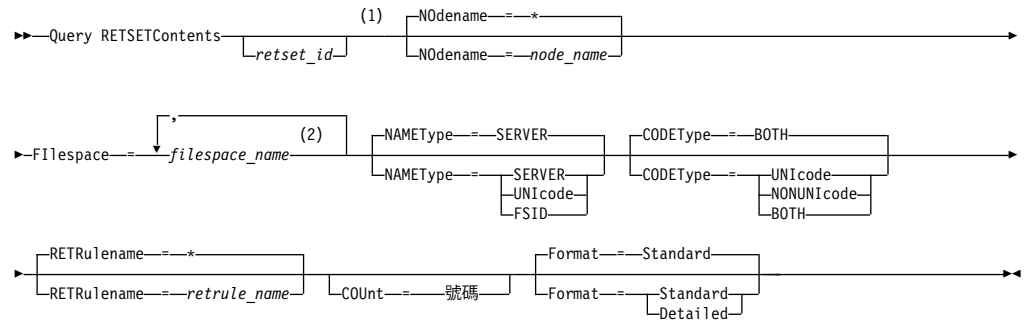 (1) NOdename = *
Query RETSETContents
retset_id NOdename = node_name
,
(2) NAMEType = SERVER CODEType = BOTH
FIlespace = filespace_name
NAMEType = SERVER CODEType = UNIcode
UNIcode NONUNIcode
FSID BOTH
RETRulename = * Format = Standard
RETRulename = retrule_name COUnt = 號碼 Format = Standard
Detailed